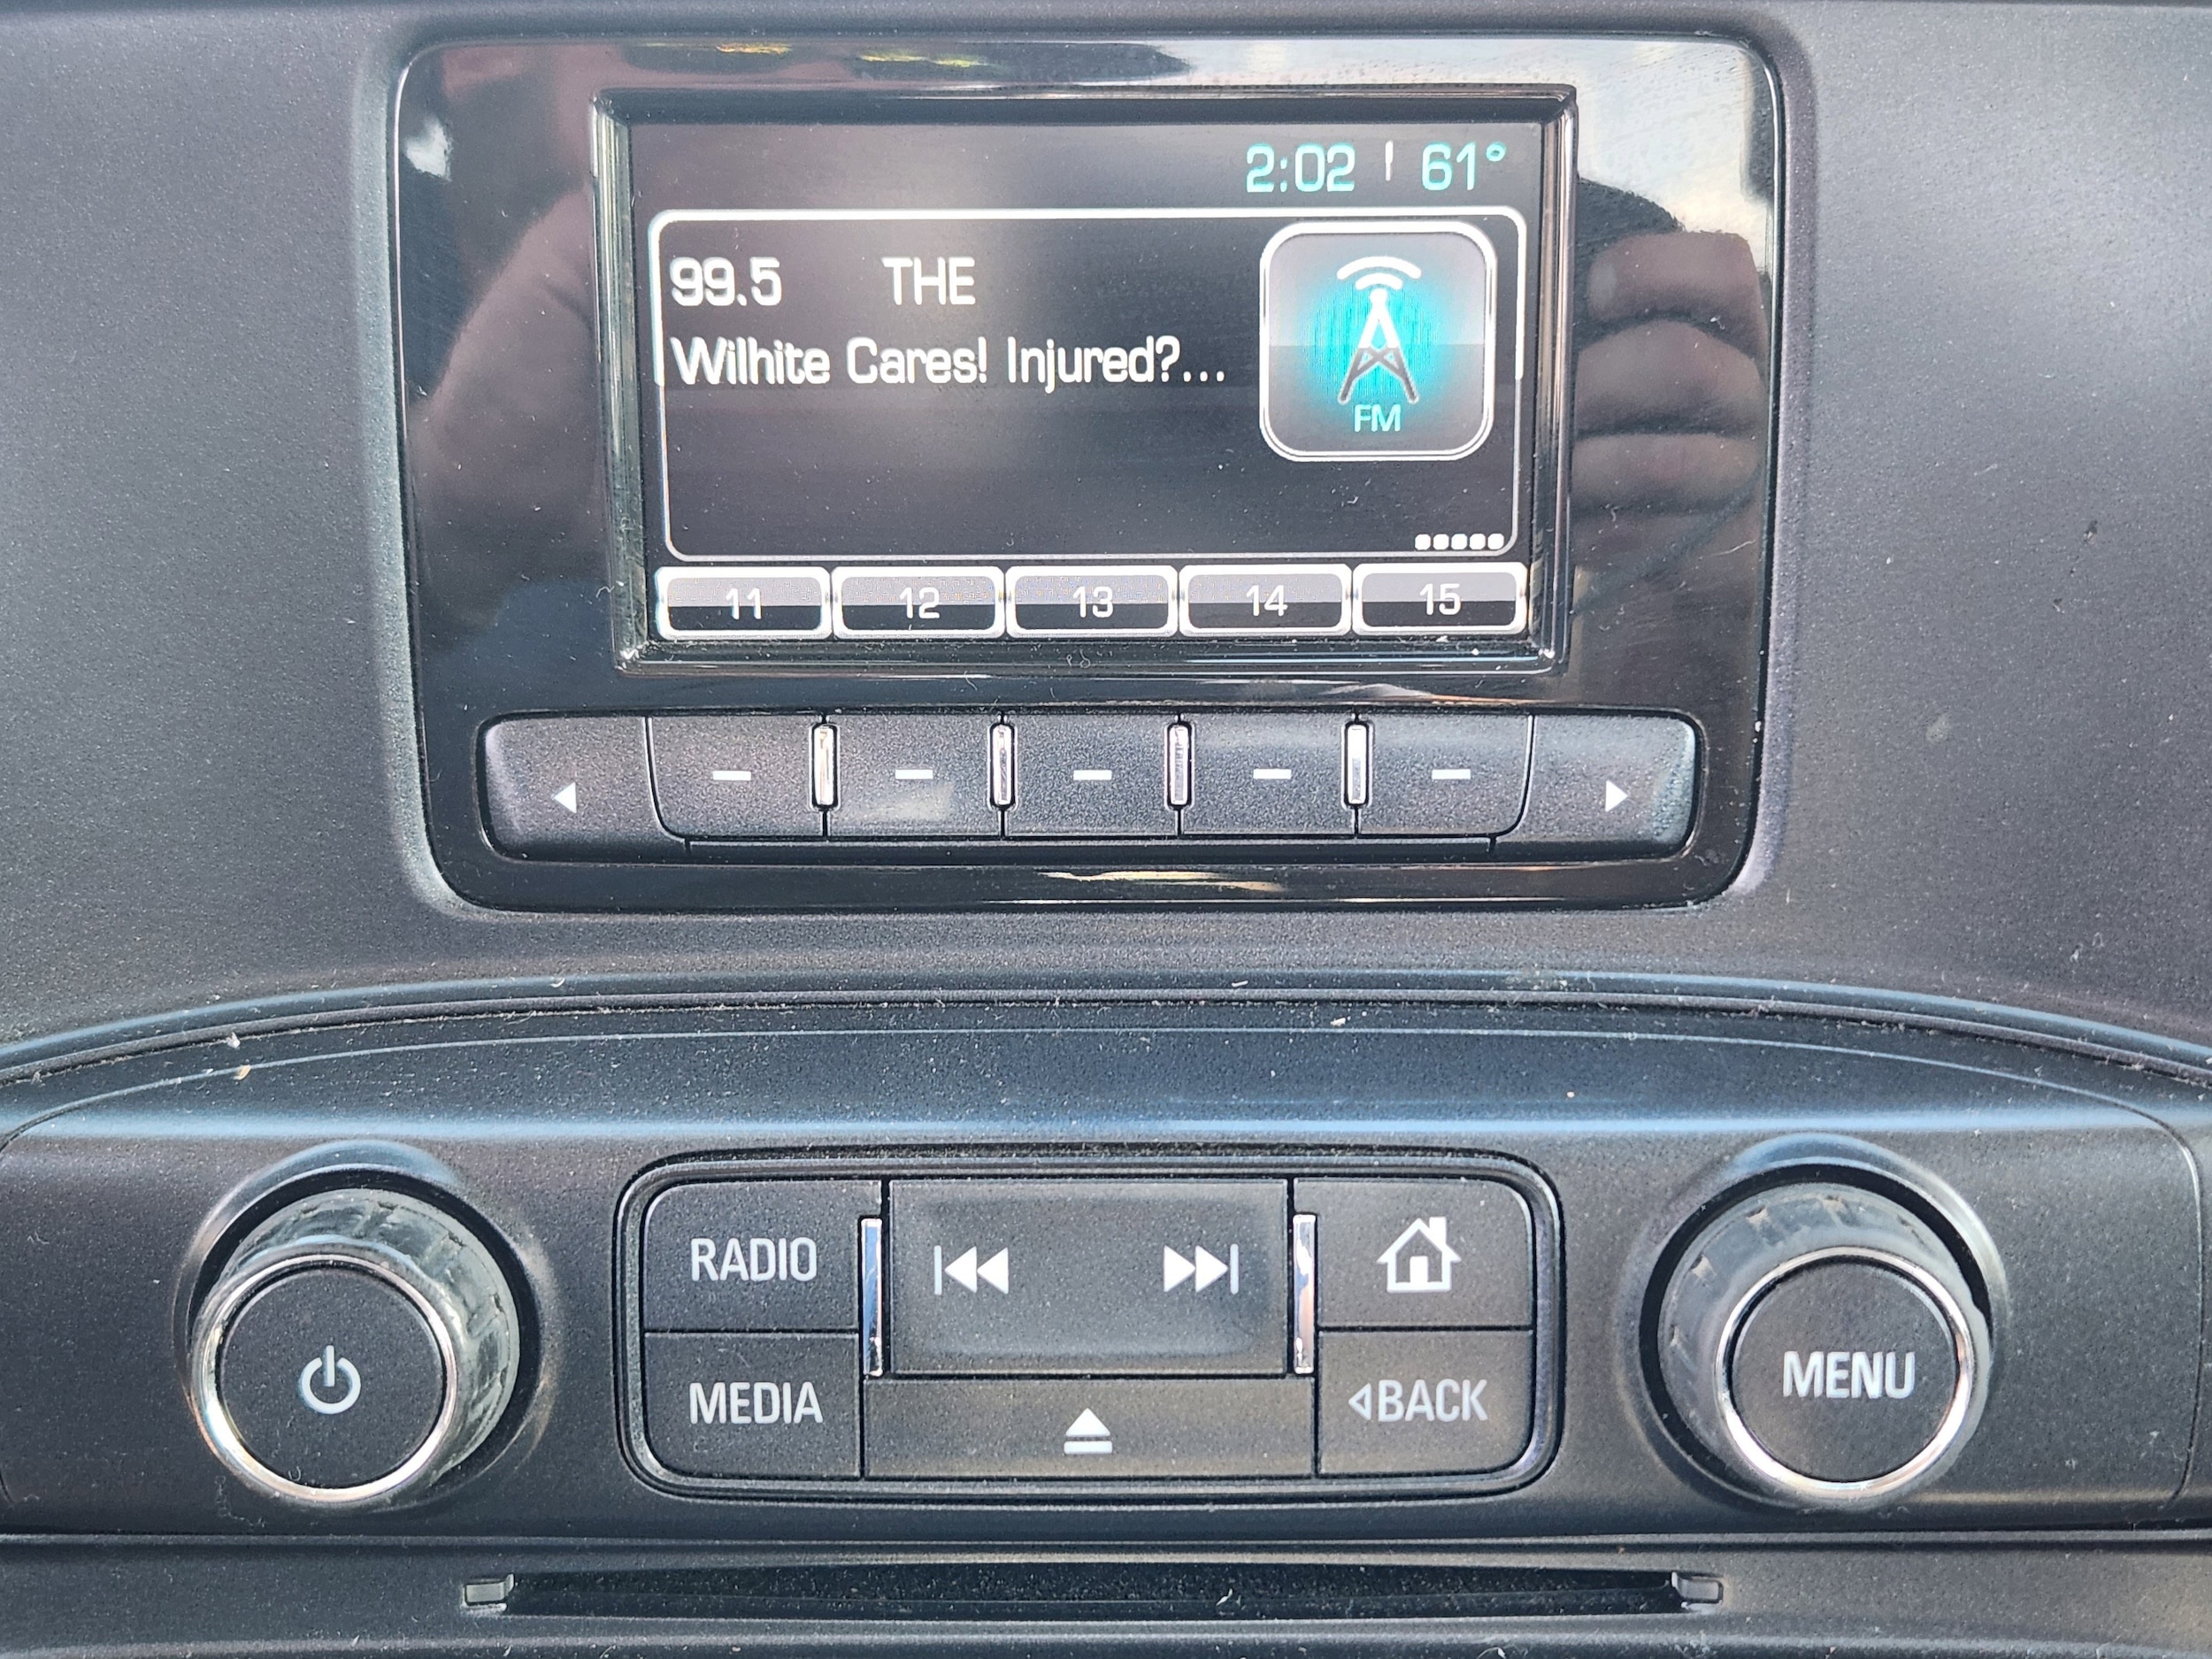 2:02 61°
99.5 THE
Wilhite Cares! Injured?...
FM
11 12 13 14 15
RADIO
MEDIA
BACK
MENU